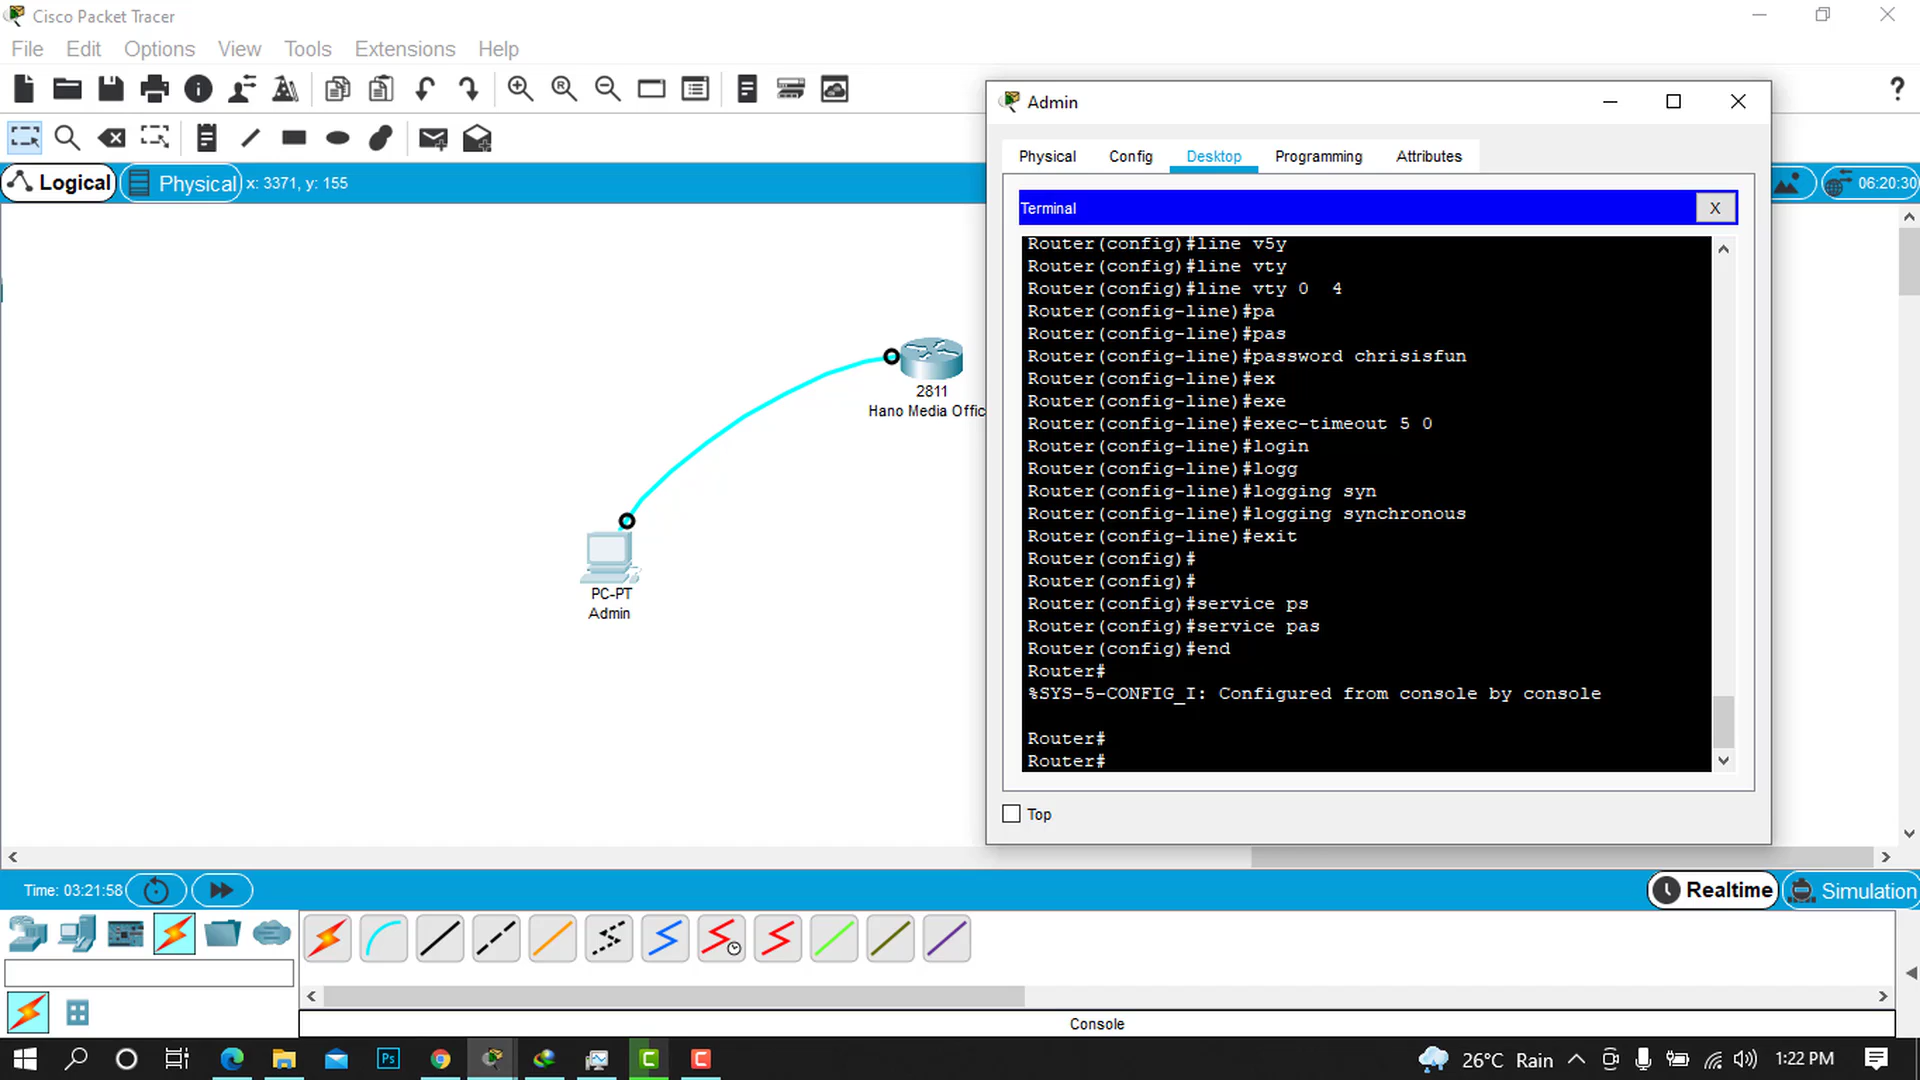 Cisco Packet Tracer
File Edit Options View Tools Extensions Help
Admin
Physical Config Desktop Programming Attributes
Logical Physical x: 3371, y: 155
06:20:30
Terminal X
Router(config)#line v5y
Router(config)#line vty
Router(config)#line vty 0  4
Router(config-line)#pa
Router(config-line)#pas
Router(config-line)#password chrisisfun
Router(config-line)#ex
Router(config-line)#exe
Router(config-line)#exec-timeout 5 0
Router(config-line)#login
Router(config-line)#logg
Router(config-line)#logging syn
Router(config-line)#logging synchronous
Router(config-line)#exit
Router(config)#
Router(config)#
Router(config)#service ps
Router(config)#service pas
Router(config)#end
Router#
%SYS-5-CONFIG_I: Configured from console by console
Router#
Router#
Top
2811
Hano Media Offic
PC-PT
Admin
Time: 03:21:58
Realtime Simulation
Console
26°C Rain 1:22 PM